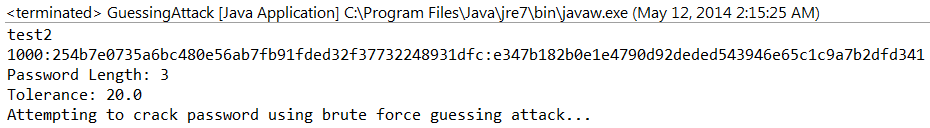 <terminated> GuessingAttack [Java Application] C:\Program Files\Java\jre7\bin\javaw.exe (May 12, 2014 2:15:25 AM)
test2
1000:254b7e0735a6bc480e56ab7fb91fded32f37732248931dfc:e347b182b0e1e4790d92deded543946e65c1c9a7b2dfd341
Password Length: 3
Tolerance: 20.0
Attempting to crack password using brute force guessing attack...